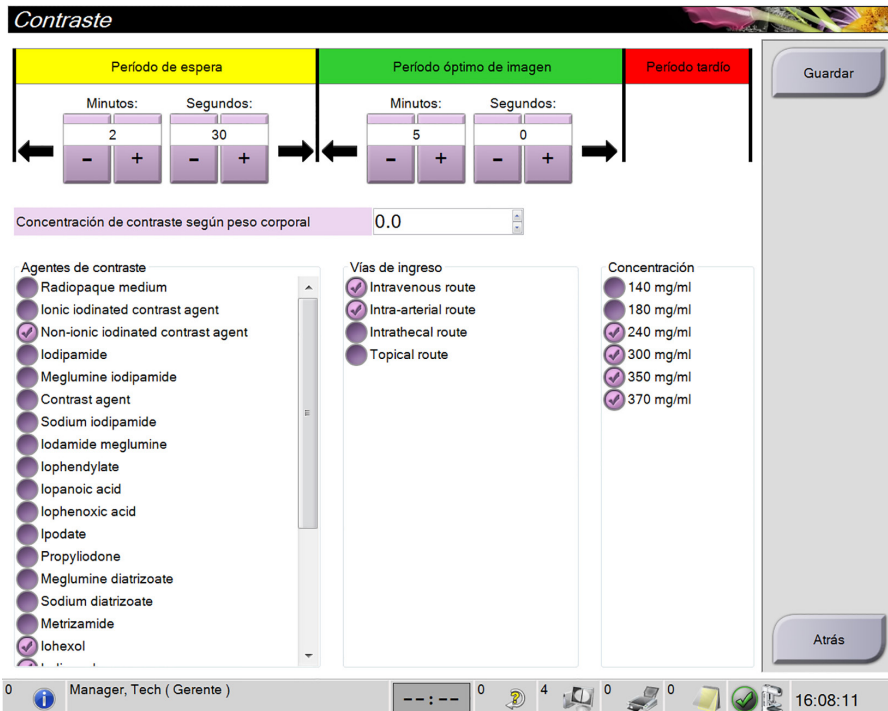 Contraste
Período de espera
Período óptimo de imagen
Período tardío
Guardar
Minutos: Segundos:
Minutos: Segundos:
2 30
5 0
- + - +
- + - +
Concentración de contraste según peso corporal 0.0
Agentes de contraste
Radiopaque medium
Ionic iodinated contrast agent
Non-ionic iodinated contrast agent
Iodipamide
Meglumine iodipamide
Contrast agent
Sodium iodipamide
Iodamide meglumine
Iophendylate
Iopanoic acid
Iophenoxic acid
Ipodate
Propyliodone
Meglumine diatrizoate
Sodium diatrizoate
Metrizamide
Iohexol
Vías de ingreso
Intravenous route
Intra-arterial route
Intrathecal route
Topical route
Concentración
140 mg/ml
180 mg/ml
240 mg/ml
300 mg/ml
350 mg/ml
370 mg/ml
Atrás
0 Manager, Tech ( Gerente ) --:-- 0 4 0 0 16:08:11